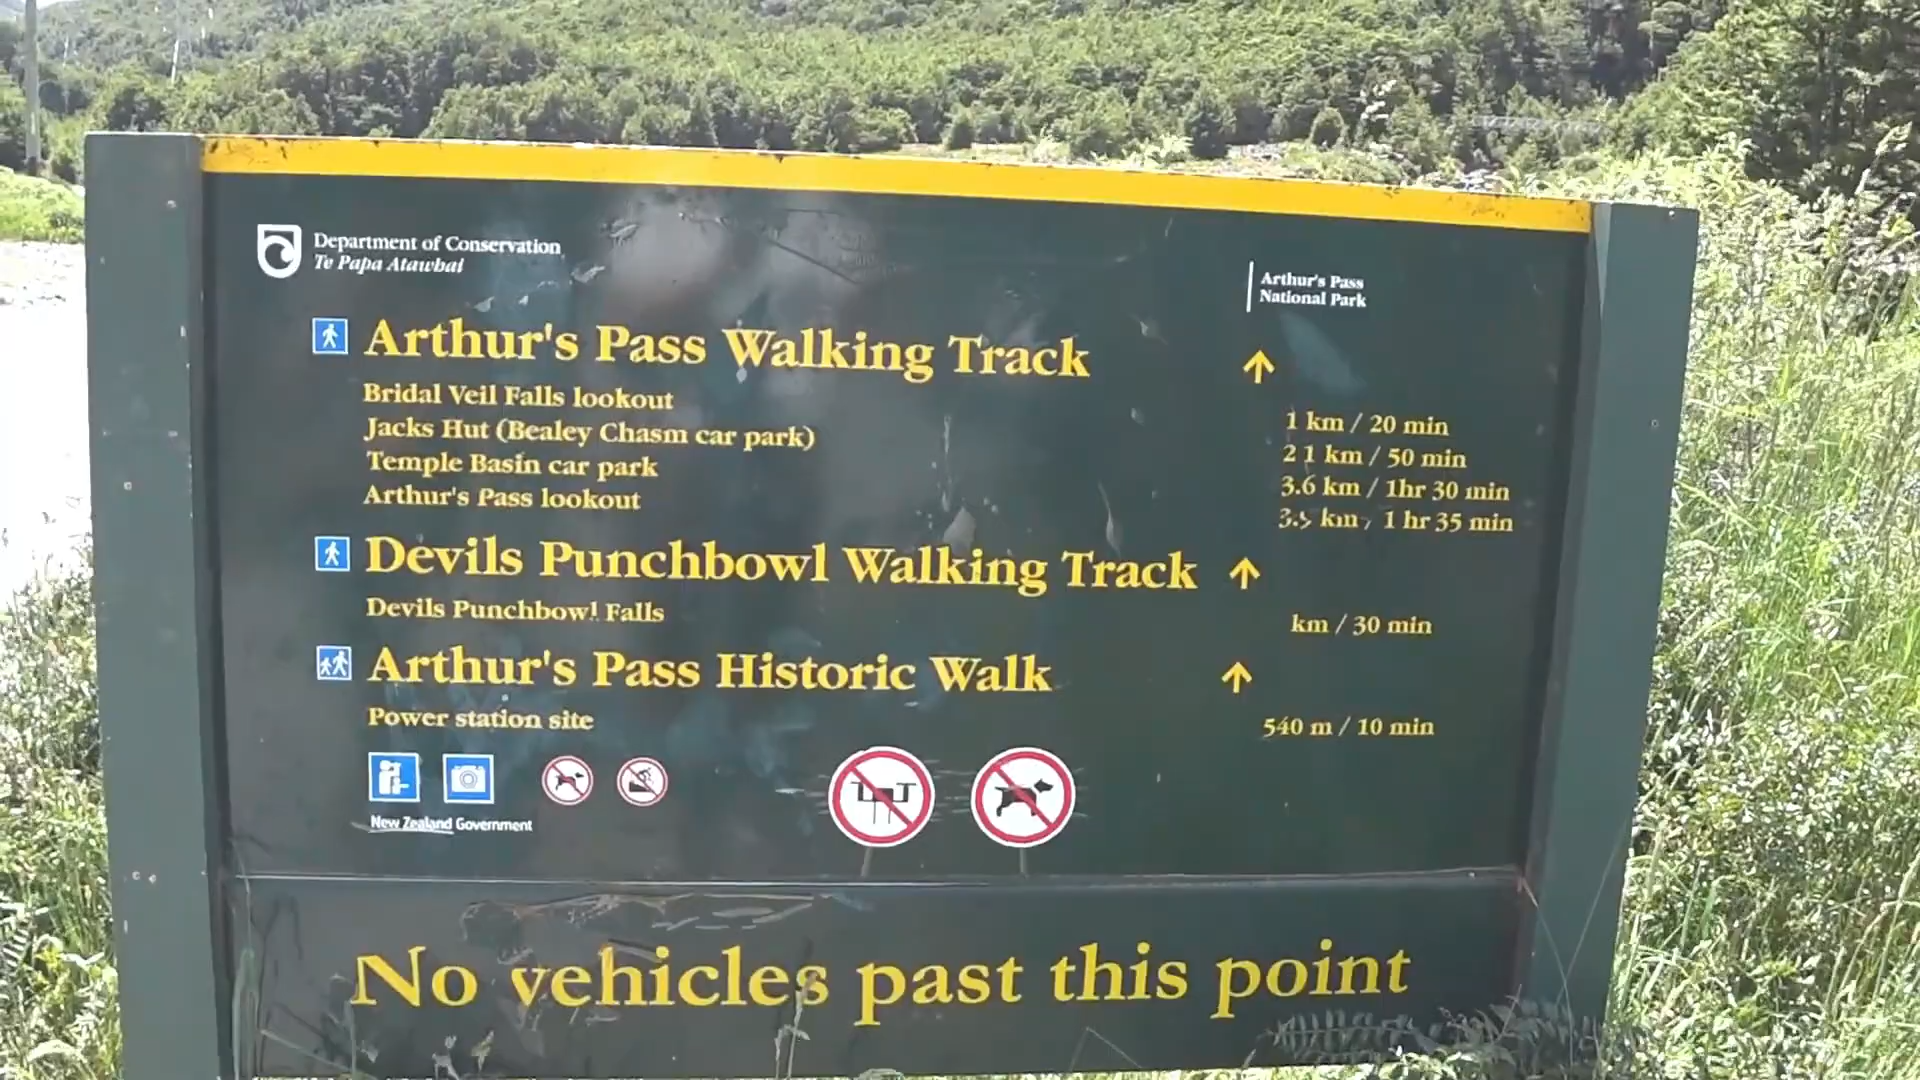 Department of Conservation
Te Papa Atawhai
Arthur's Pass
National Park
Arthur's Pass Walking Track
Bridal Veil Falls lookout 1 km / 20 min
Jacks Hut (Bealey Chasm car park) 2 1 km / 50 min
Temple Basin car park 3.6 km / 1hr 30 min
Arthur's Pass lookout km 1 hr 35 min
Devils Punchbowl Walking Track
Devils Punchbowl Falls km / 30 min
Arthur's Pass Historic Walk
Power station site 540 m / 10 min
New Zealand Government
No vehicles past this point